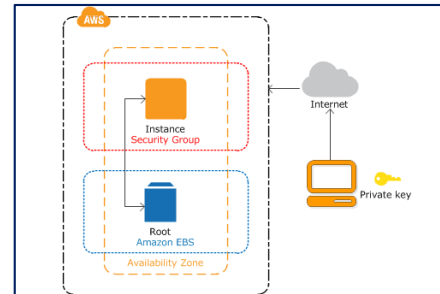 AWS
Instance
Security Group
Root
Amazon EBS
Availability Zone
Internet
Private key